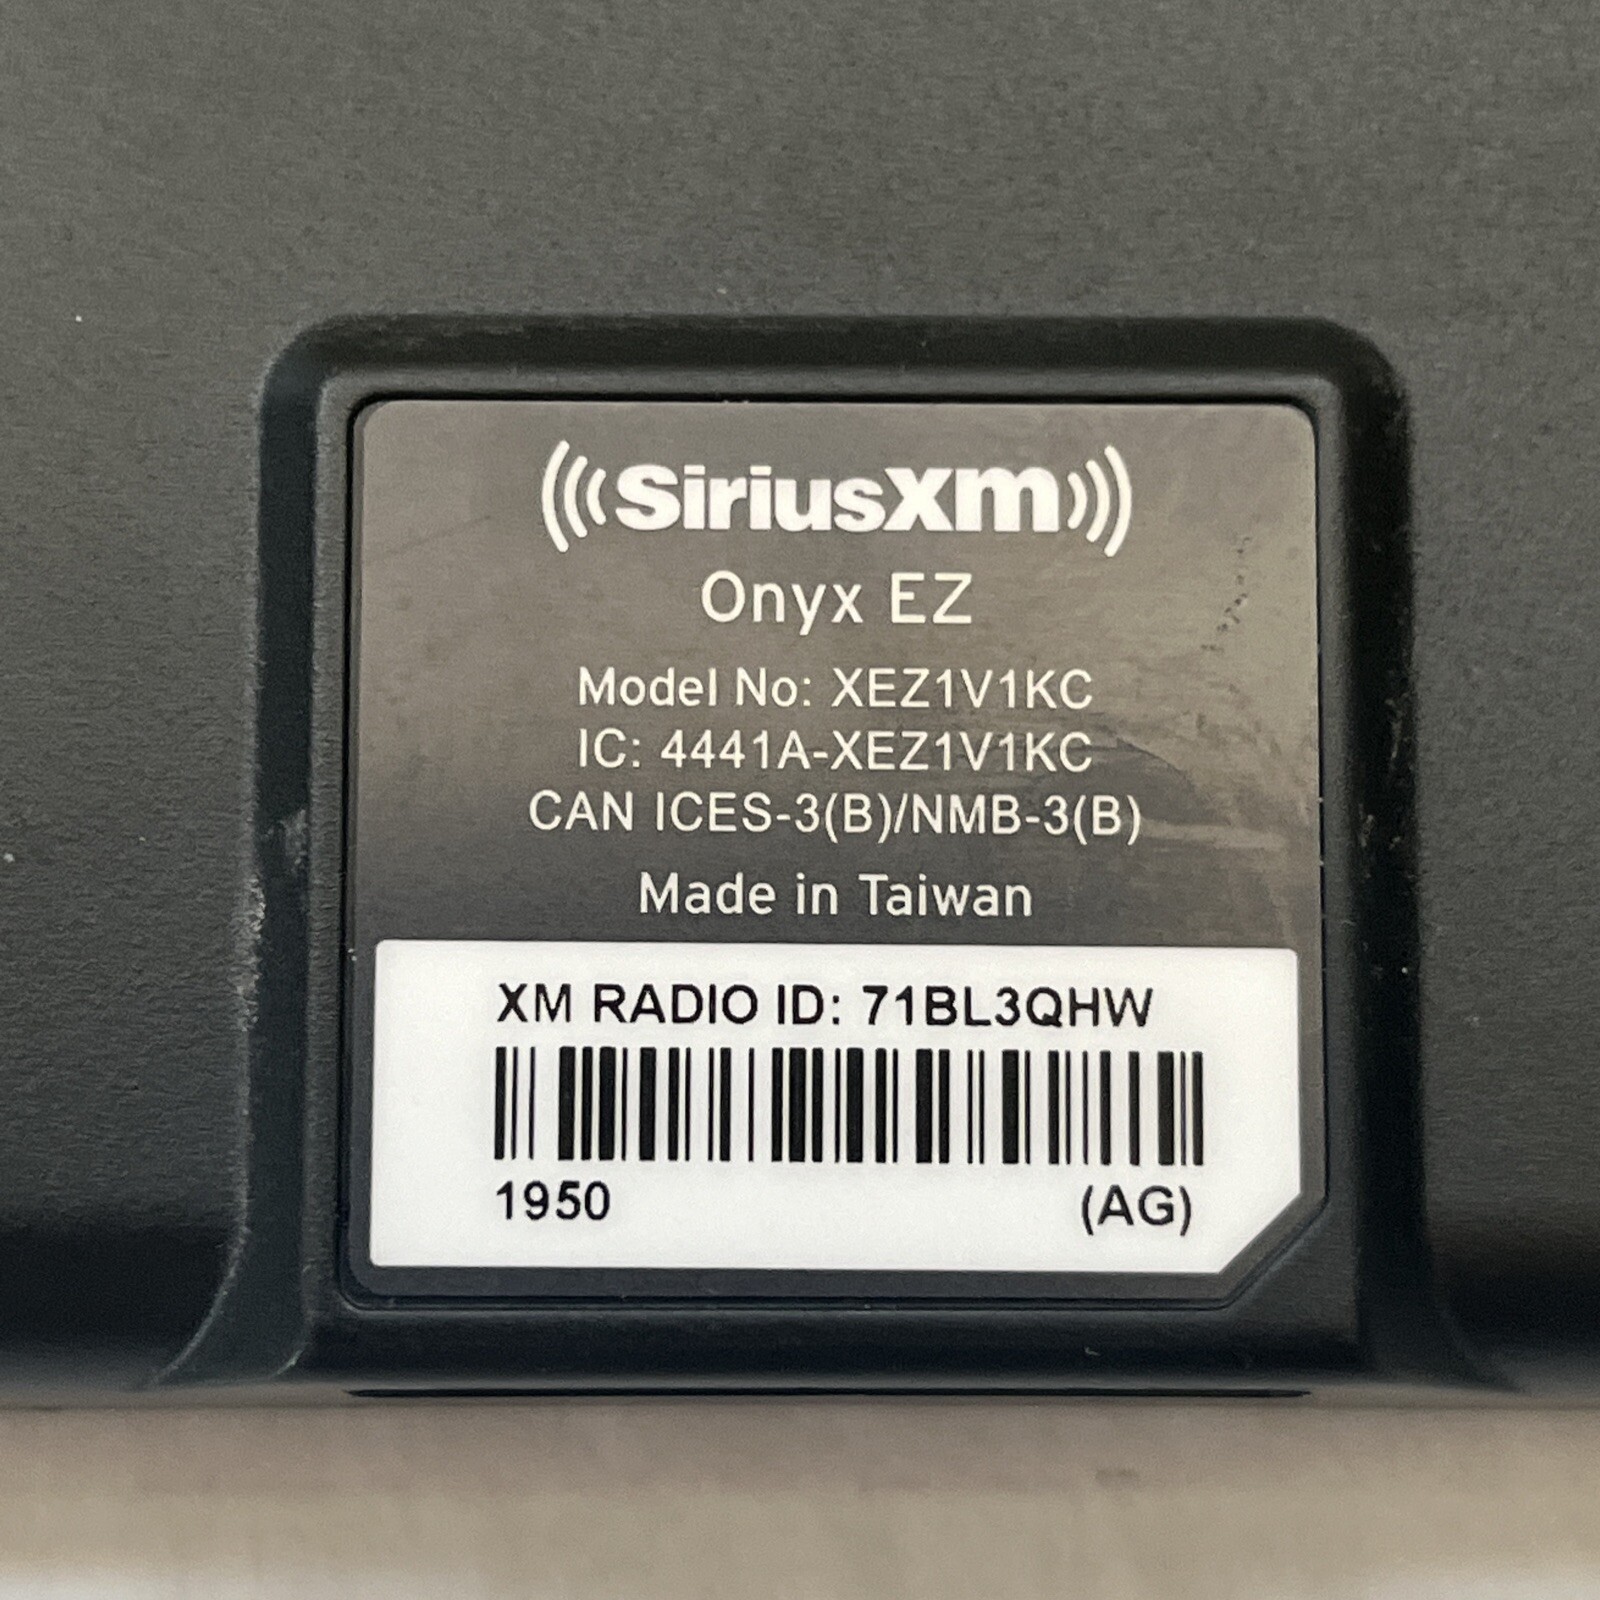 SiriusXm
Onyx EZ
Model No: XEZ1V1KC
IC: 4441A-XEZ1V1KC
CAN ICES-3(B)/NMB-3(B)
Made in Taiwan
XM RADIO ID: 71BL3QHW
1950 (AG)